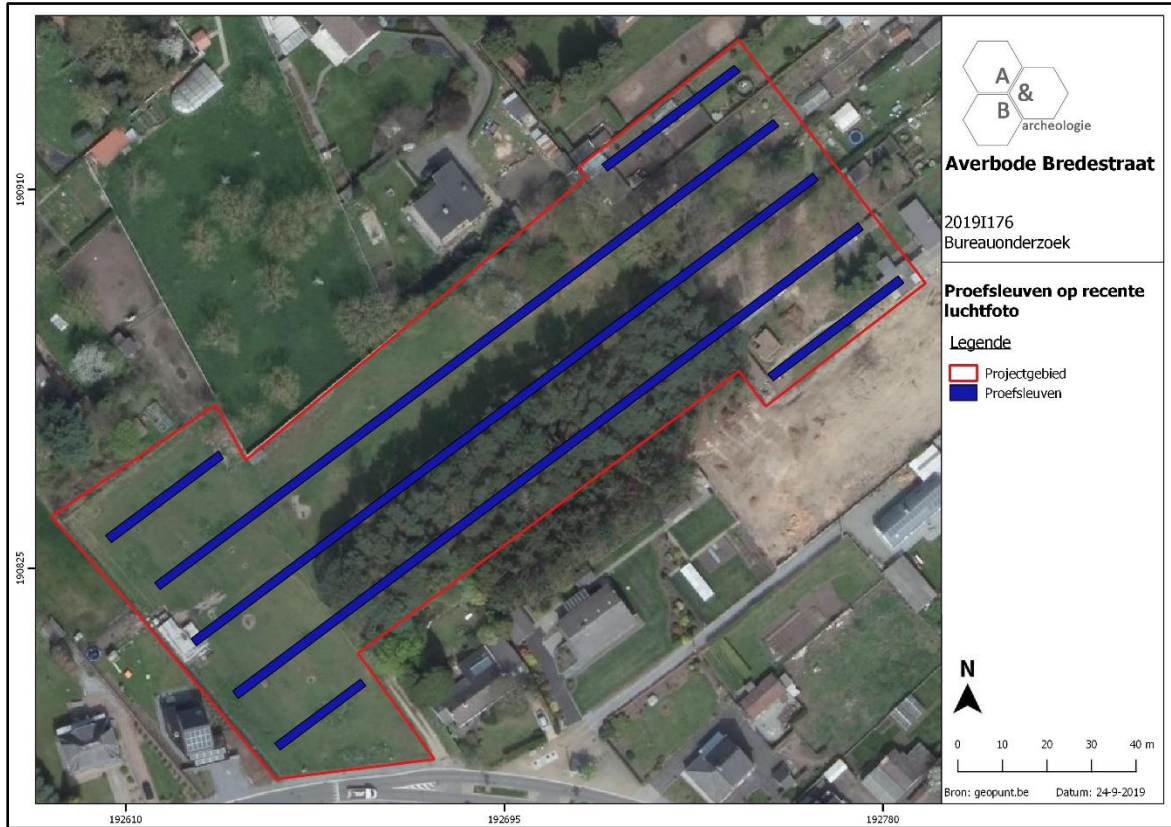 A
&
B
archeologie
Averbode Bredestraat
2019I176
Bureauonderzoek
Proefsleuven op recente
luchtfoto
Legende
Projectgebied
Proefsleuven
N
0 10 20 30 40 m
Bron: geopunt.be Datum: 24-9-2019
190910
190825
192610 192695 192780